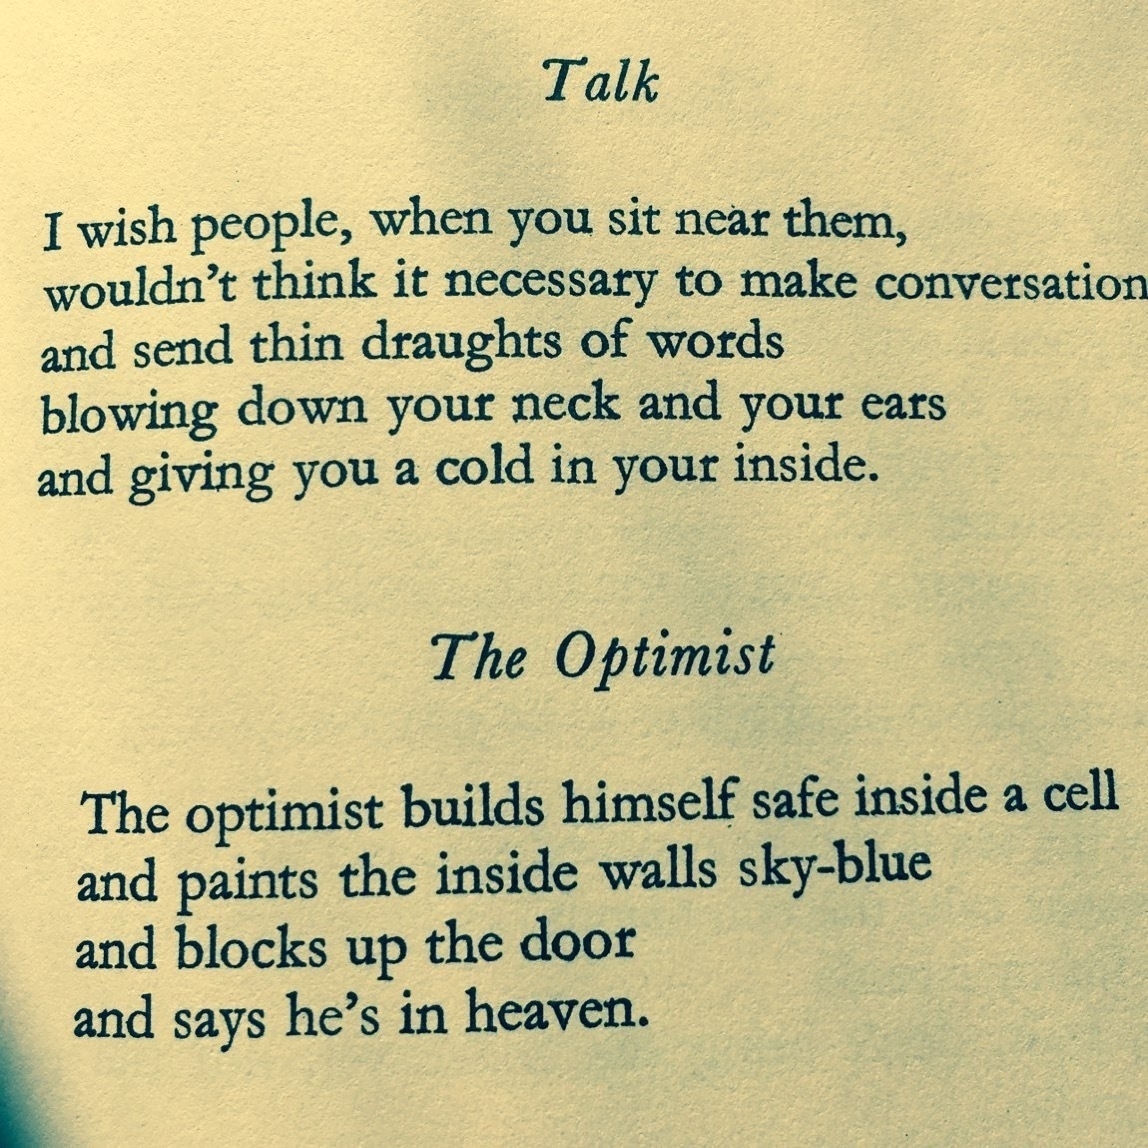 Talk
I wish people, when you sit near them,
wouldn't think it necessary to make conversation
and send thin draughts of words
blowing down your neck and your ears
and giving you a cold in your inside.
The Optimist
The optimist builds himself safe inside a cell
and paints the inside walls sky-blue
and blocks up the door
and says he's in heaven.